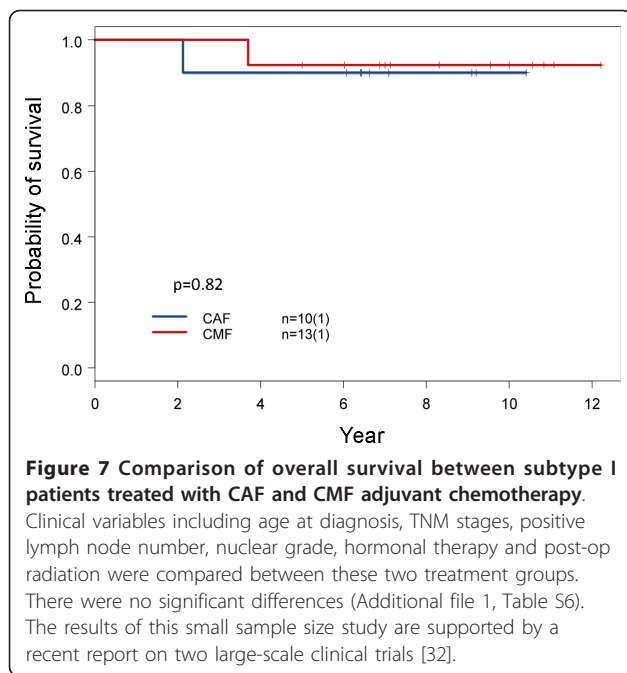 1.0
0.8
0.6
0.4
0.2
0.0
Probability of survival
p=0.82
CAF n=10(1)
CMF n=13(1)
0 2 4 6 8 10 12
Year
Figure 7 Comparison of overall survival between subtype I
patients treated with CAF and CMF adjuvant chemotherapy.
Clinical variables including age at diagnosis, TNM stages, positive
lymph node number, nuclear grade, hormonal therapy and post-op
radiation were compared between these two treatment groups.
There were no significant differences (Additional file 1, Table S6).
The results of this small sample size study are supported by a
recent report on two large-scale clinical trials [32].